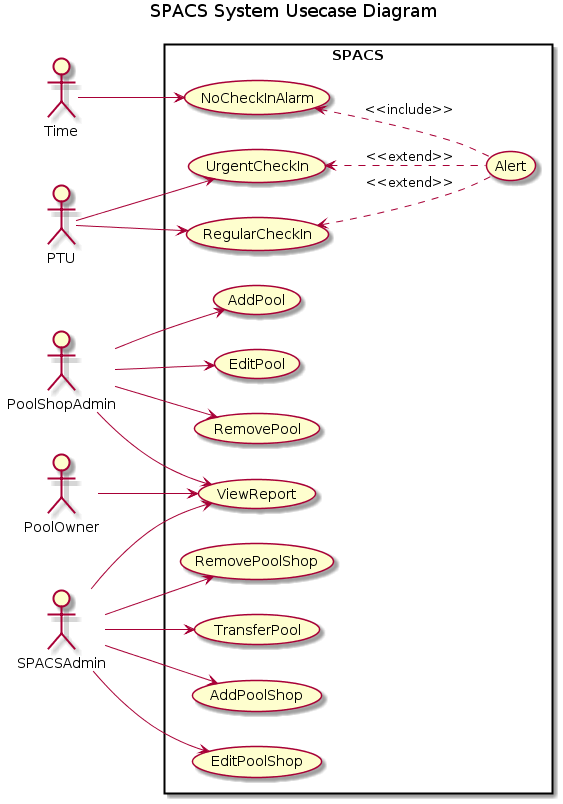 SPACS System Usecase Diagram
SPACS
NoCheckInAlarm
<<include>>
Time
UrgentCheckIn
<<extend>>
Alert
<<extend>>
RegularCheckIn
PTU
AddPool
EditPool
PoolShopAdmin
RemovePool
ViewReport
PoolOwner
RemovePoolShop
TransferPool
SPACSAdmin
AddPoolShop
EditPoolShop